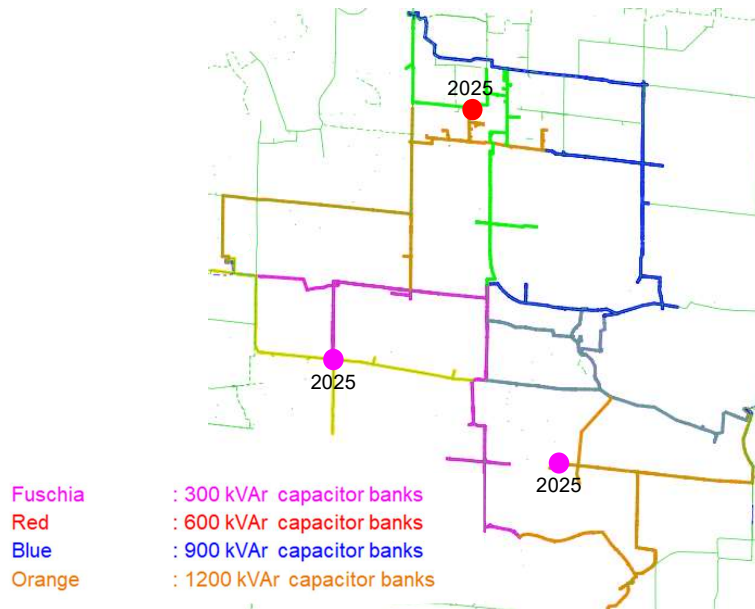 2025
2025
2025
Fuschia : 300 kVAr capacitor banks
Red : 600 kVAr capacitor banks
Blue : 900 kVAr capacitor banks
Orange : 1200 kVAr capacitor banks